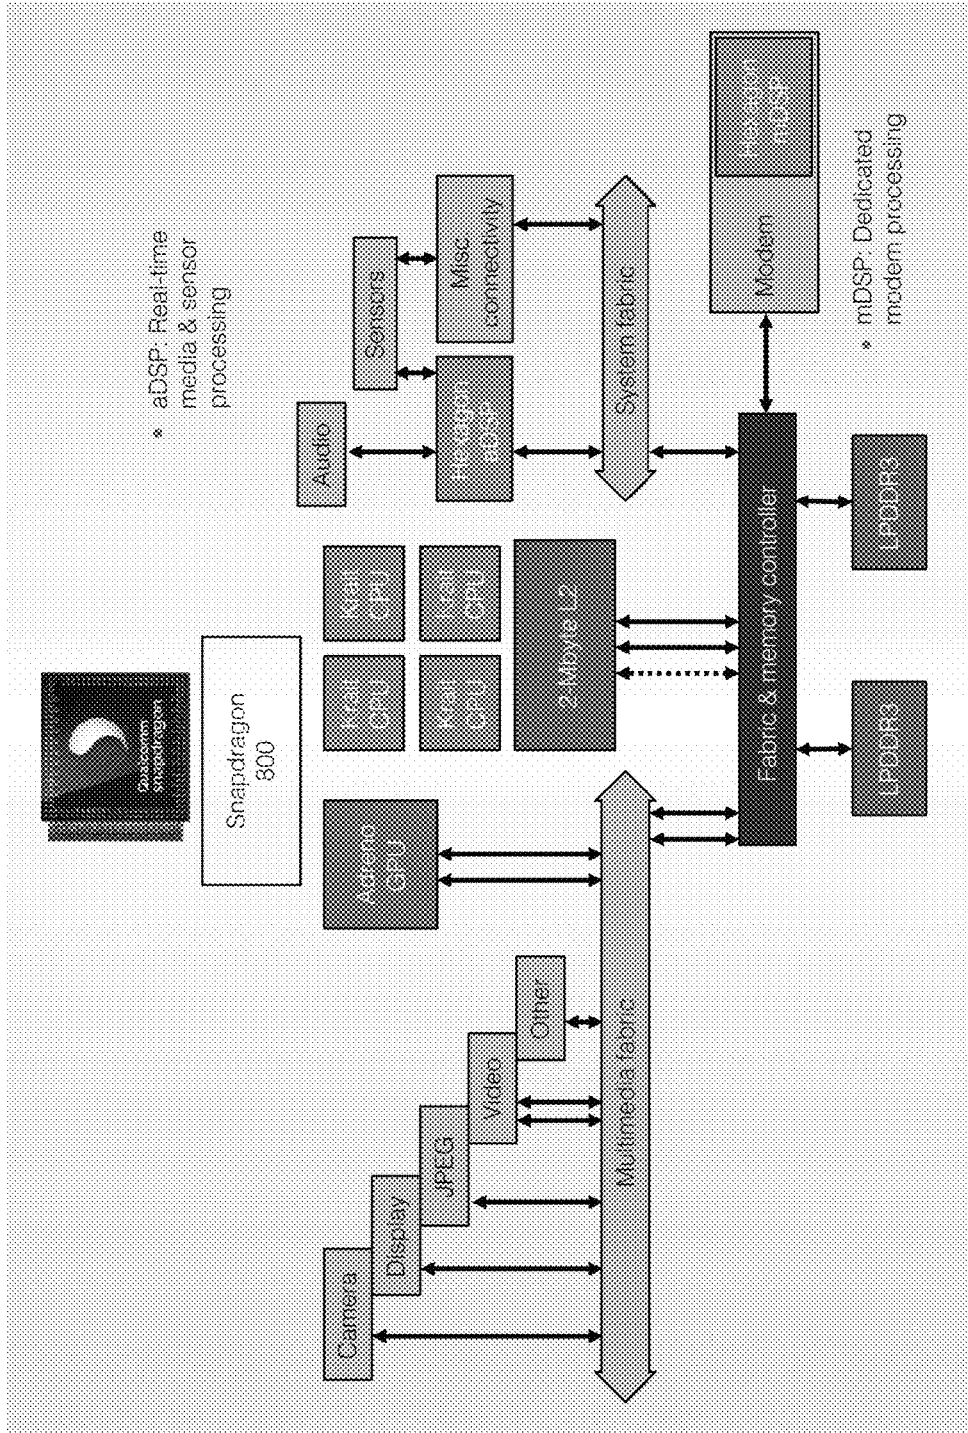 Qualcomm
snapdragon
Snapdragon
800
• aDSP: Real-time
media & sensor
processing
Camera
Display
JPEG
Video
Other
Adreno
GPU
Krait
CPU
Krait
CPU
Krait
CPU
Krait
CPU
2 Mbyte L2
Audio
Sensors
Hexagon
aDSP
Misc.
connectivity
Multimedia fabric
System fabric
Fabric & memory controller
Modem
Hexagon
mDSP
LPDDR3
LPDDR3
• mDSP: Dedicated
modem processing